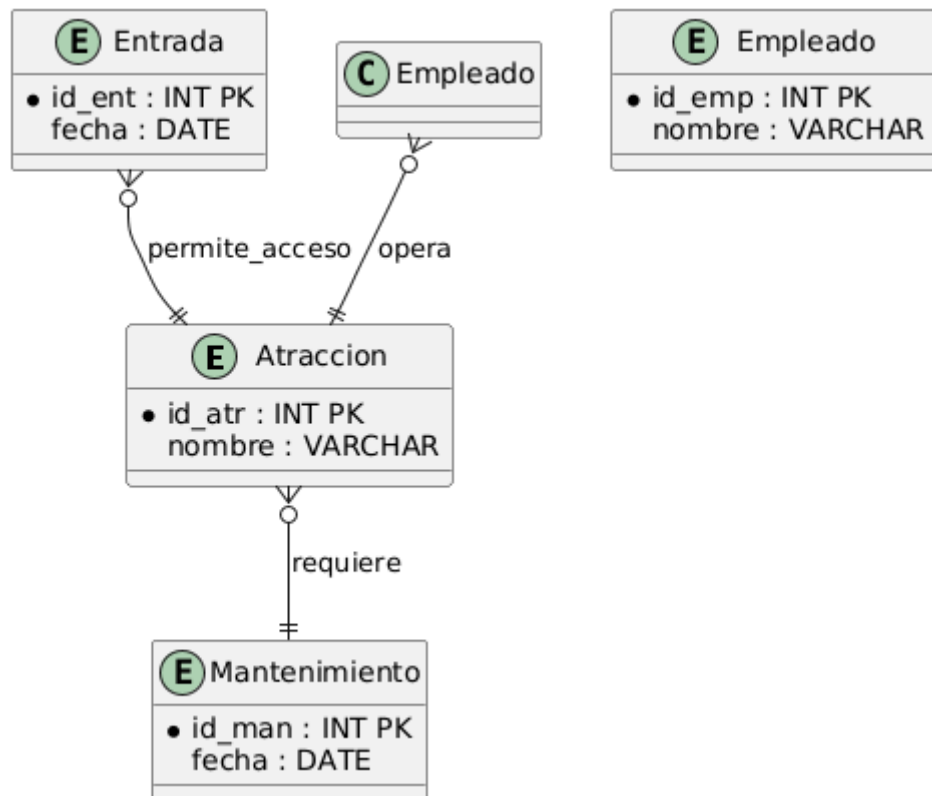 E Entrada
id_ent : INT PK
fecha : DATE
C Empleado
E Empleado
id_emp : INT PK
nombre : VARCHAR
permite_acceso
opera
E Atraccion
id_atr : INT PK
nombre : VARCHAR
requiere
E Mantenimiento
id_man : INT PK
fecha : DATE